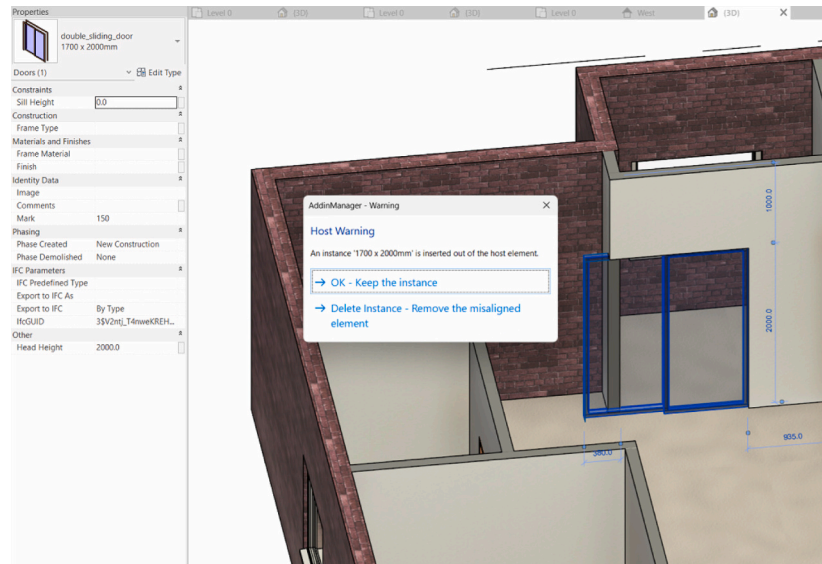 Properties
Level 0
{3D}
Level 0
{3D}
Level 0
West
{3D}
double_sliding_door
1700 x 2000mm
Doors (1)
Edit Type
Constraints
Sill Height 0.0
Construction
Frame Type
Materials and Finishes
Frame Material
Finish
Identity Data
Image
Comments
Mark 150
Phasing
Phase Created New Construction
Phase Demolished None
IFC Parameters
IFC Predefined Type
Export to IFC As
Export to IFC By Type
IfcGUID 3$V2ntj_T4nweKREH...
Other
Head Height 2000.0
AddinManager - Warning
Host Warning
An instance '1700 x 2000mm' is inserted out of the host element.
OK - Keep the instance
Delete Instance - Remove the misaligned
element
1000.0
2000.0
380.0
935.0